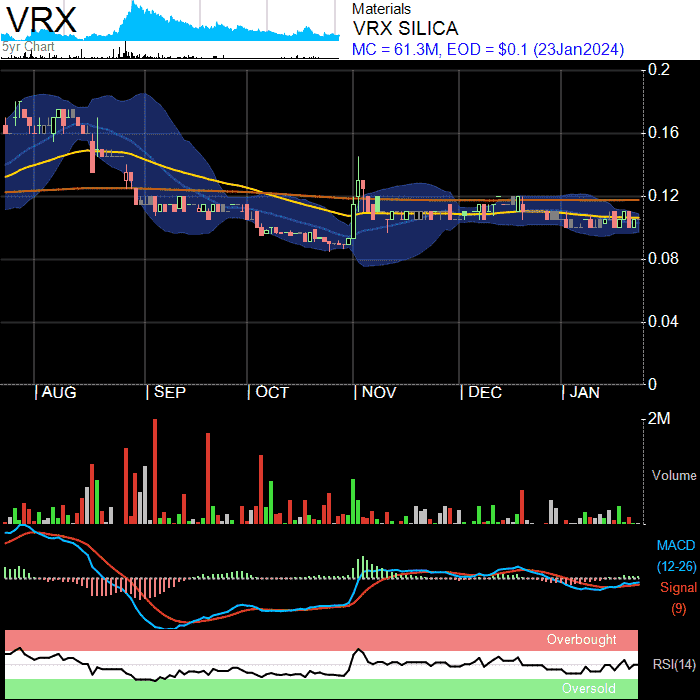 VRX
5yr Chart
Materials
VRX SILICA
MC = 61.3M, EOD = $0.1 (23Jan2024)
0.2
0.16
0.12
0.08
0.04
0
AUG SEP OCT NOV DEC JAN
2M
Volume
MACD
(12-26)
Signal
(9)
Overbought
RSI(14)
Oversold